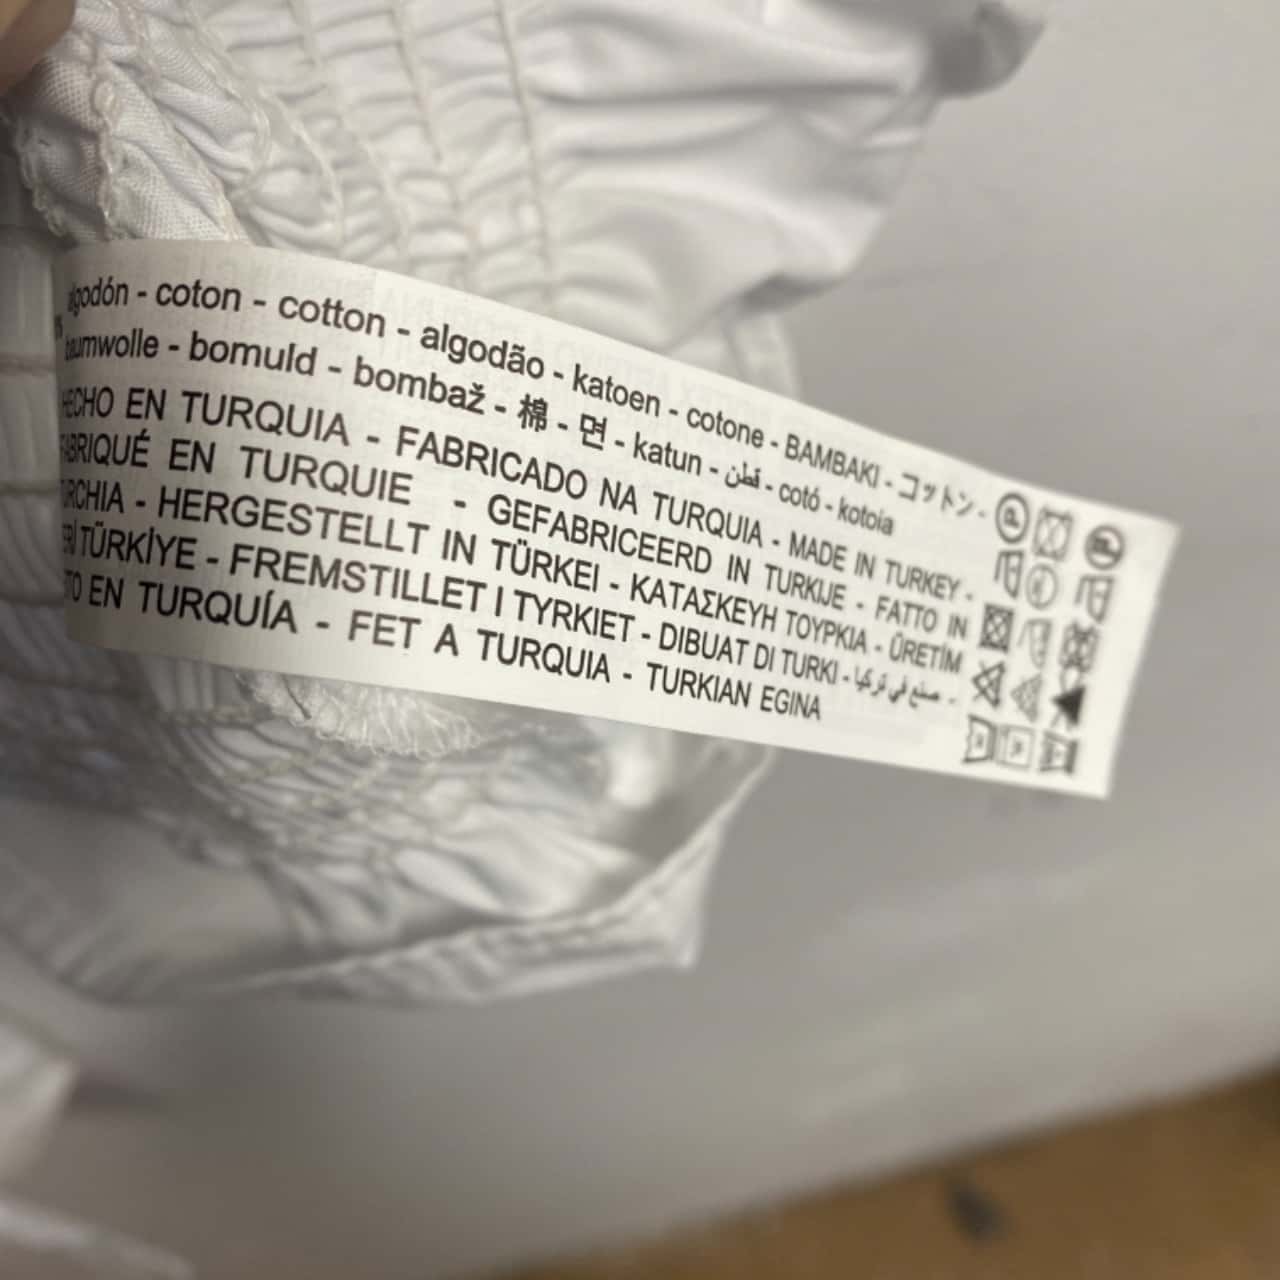 algodón - coton - cotton - algodão - katoen - cotone - BAMBAKI - コットン -
baumwolle - bomuld - bombaž - 棉 - 면 - katun - قطن - cotó - kotoia
HECHO EN TURQUIA - FABRICADO NA TURQUIA - MADE IN TURKEY -
FABRIQUÉ EN TURQUIE - GEFABRICEERD IN TURKIJE - FATTO IN
TURCHIA - HERGESTELLT IN TÜRKEI - ΚΑΤΑΣΚΕΥΗ ΤΟΥΡΚΙΑ - ÜRETİM
YERİ TÜRKİYE - FREMSTILLET I TYRKIET - DIBUAT DI TURKI - صنع في تركيا -
EN TURQUÍA - FET A TURQUIA - TURKIAN EGINA